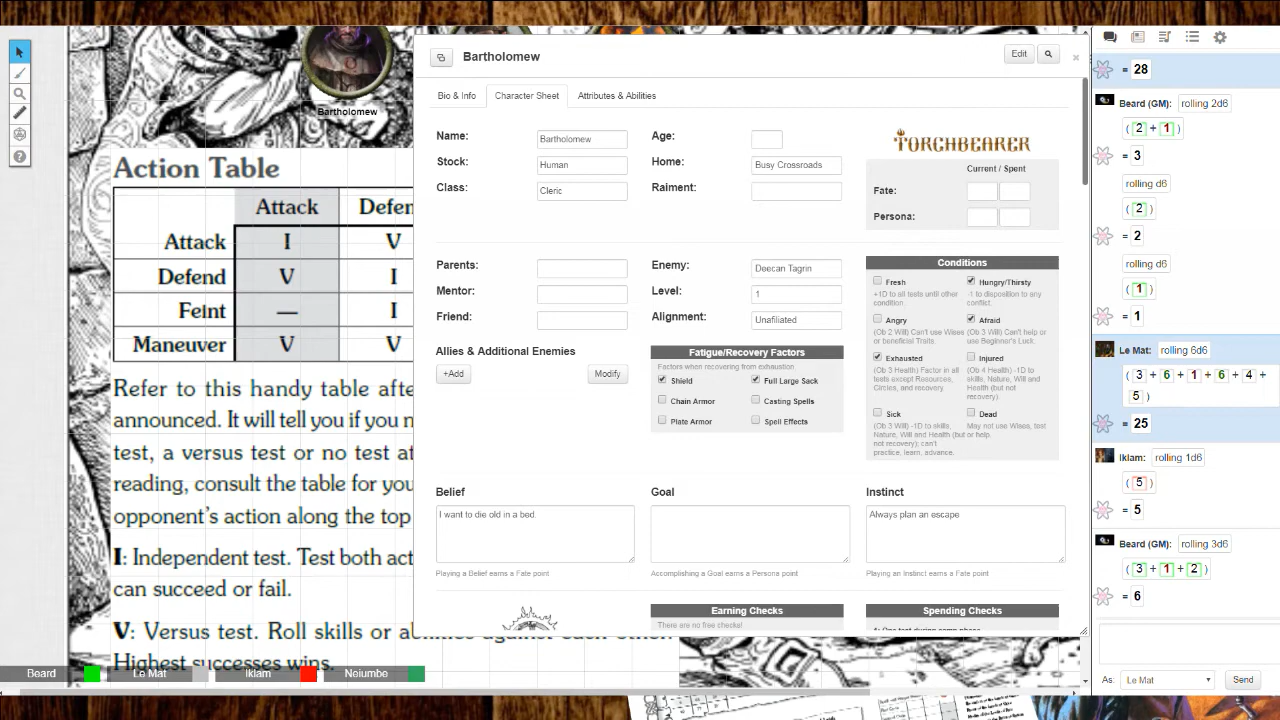 Bartholomew
Action Table
Attack Defen
Attack I V
Defend V I
Feint — I
Maneuver V V
Refer to this handy table afte
announced. It will tell you if you
test, a versus test or no test at
reading, consult the table for you
opponent's action along the top
I: Independent test. Test both act
can succeed or fail.
V: Versus test. Roll skills or abilities against each other.
Highest successes wins.
Beard Le Mat Iklam Neiumbe
Bartholomew
Edit
Bio & Info Character Sheet Attributes & Abilities
Name: Bartholomew Age:
Stock: Human Home: Busy Crossroads
Class: Cleric Raiment:
TORCHBEARER
Current / Spent
Fate:
Persona:
Parents: Enemy: Deecan Tagrin
Mentor: Level: 1
Friend: Alignment: Unafiliated
Allies & Additional Enemies
+Add Modify
Fatigue/Recovery Factors
Factors when recovering from exhaustion
Shield Full Large Sack
Chain Armor Casting Spells
Plate Armor Spell Effects
Conditions
Fresh
+1D to all tests until other
condition.
Hungry/Thirsty
-1 to disposition to any
conflict.
Angry
(Ob 2 Will) Can't use Wises
or beneficial Traits.
Afraid
(Ob 3 Will) Can't help or
use Beginner's Luck.
Exhausted
(Ob 3 Health) Factor in all
tests except Resources,
Circles, and recovery.
Injured
(Ob 4 Health) -1D to
skills, Nature, Will and
Health (but not
recovery).
Sick
(Ob 3 Will) -1D to skills,
Nature, Will and Health (but
not recovery); can't
practice, learn, advance.
Dead
May not use Wises, test
or help.
Belief
I want to die old in a bed.
Playing a Belief earns a Fate point
Goal
Accomplishing a Goal earns a Persona point
Instinct
Always plan an escape
Playing an Instinct earns a Fate point
Earning Checks
There are no free checks!
Spending Checks
= 28
Beard (GM): rolling 2d6
( 2 + 1 )
= 3
rolling d6
( 2 )
= 2
rolling d6
( 1 )
= 1
Le Mat: rolling 6d6
( 3 + 6 + 1 + 6 + 4 +
5 )
= 25
Iklam: rolling 1d6
( 5 )
= 5
Beard (GM): rolling 3d6
( 3 + 1 + 2 )
= 6
As: Le Mat Send